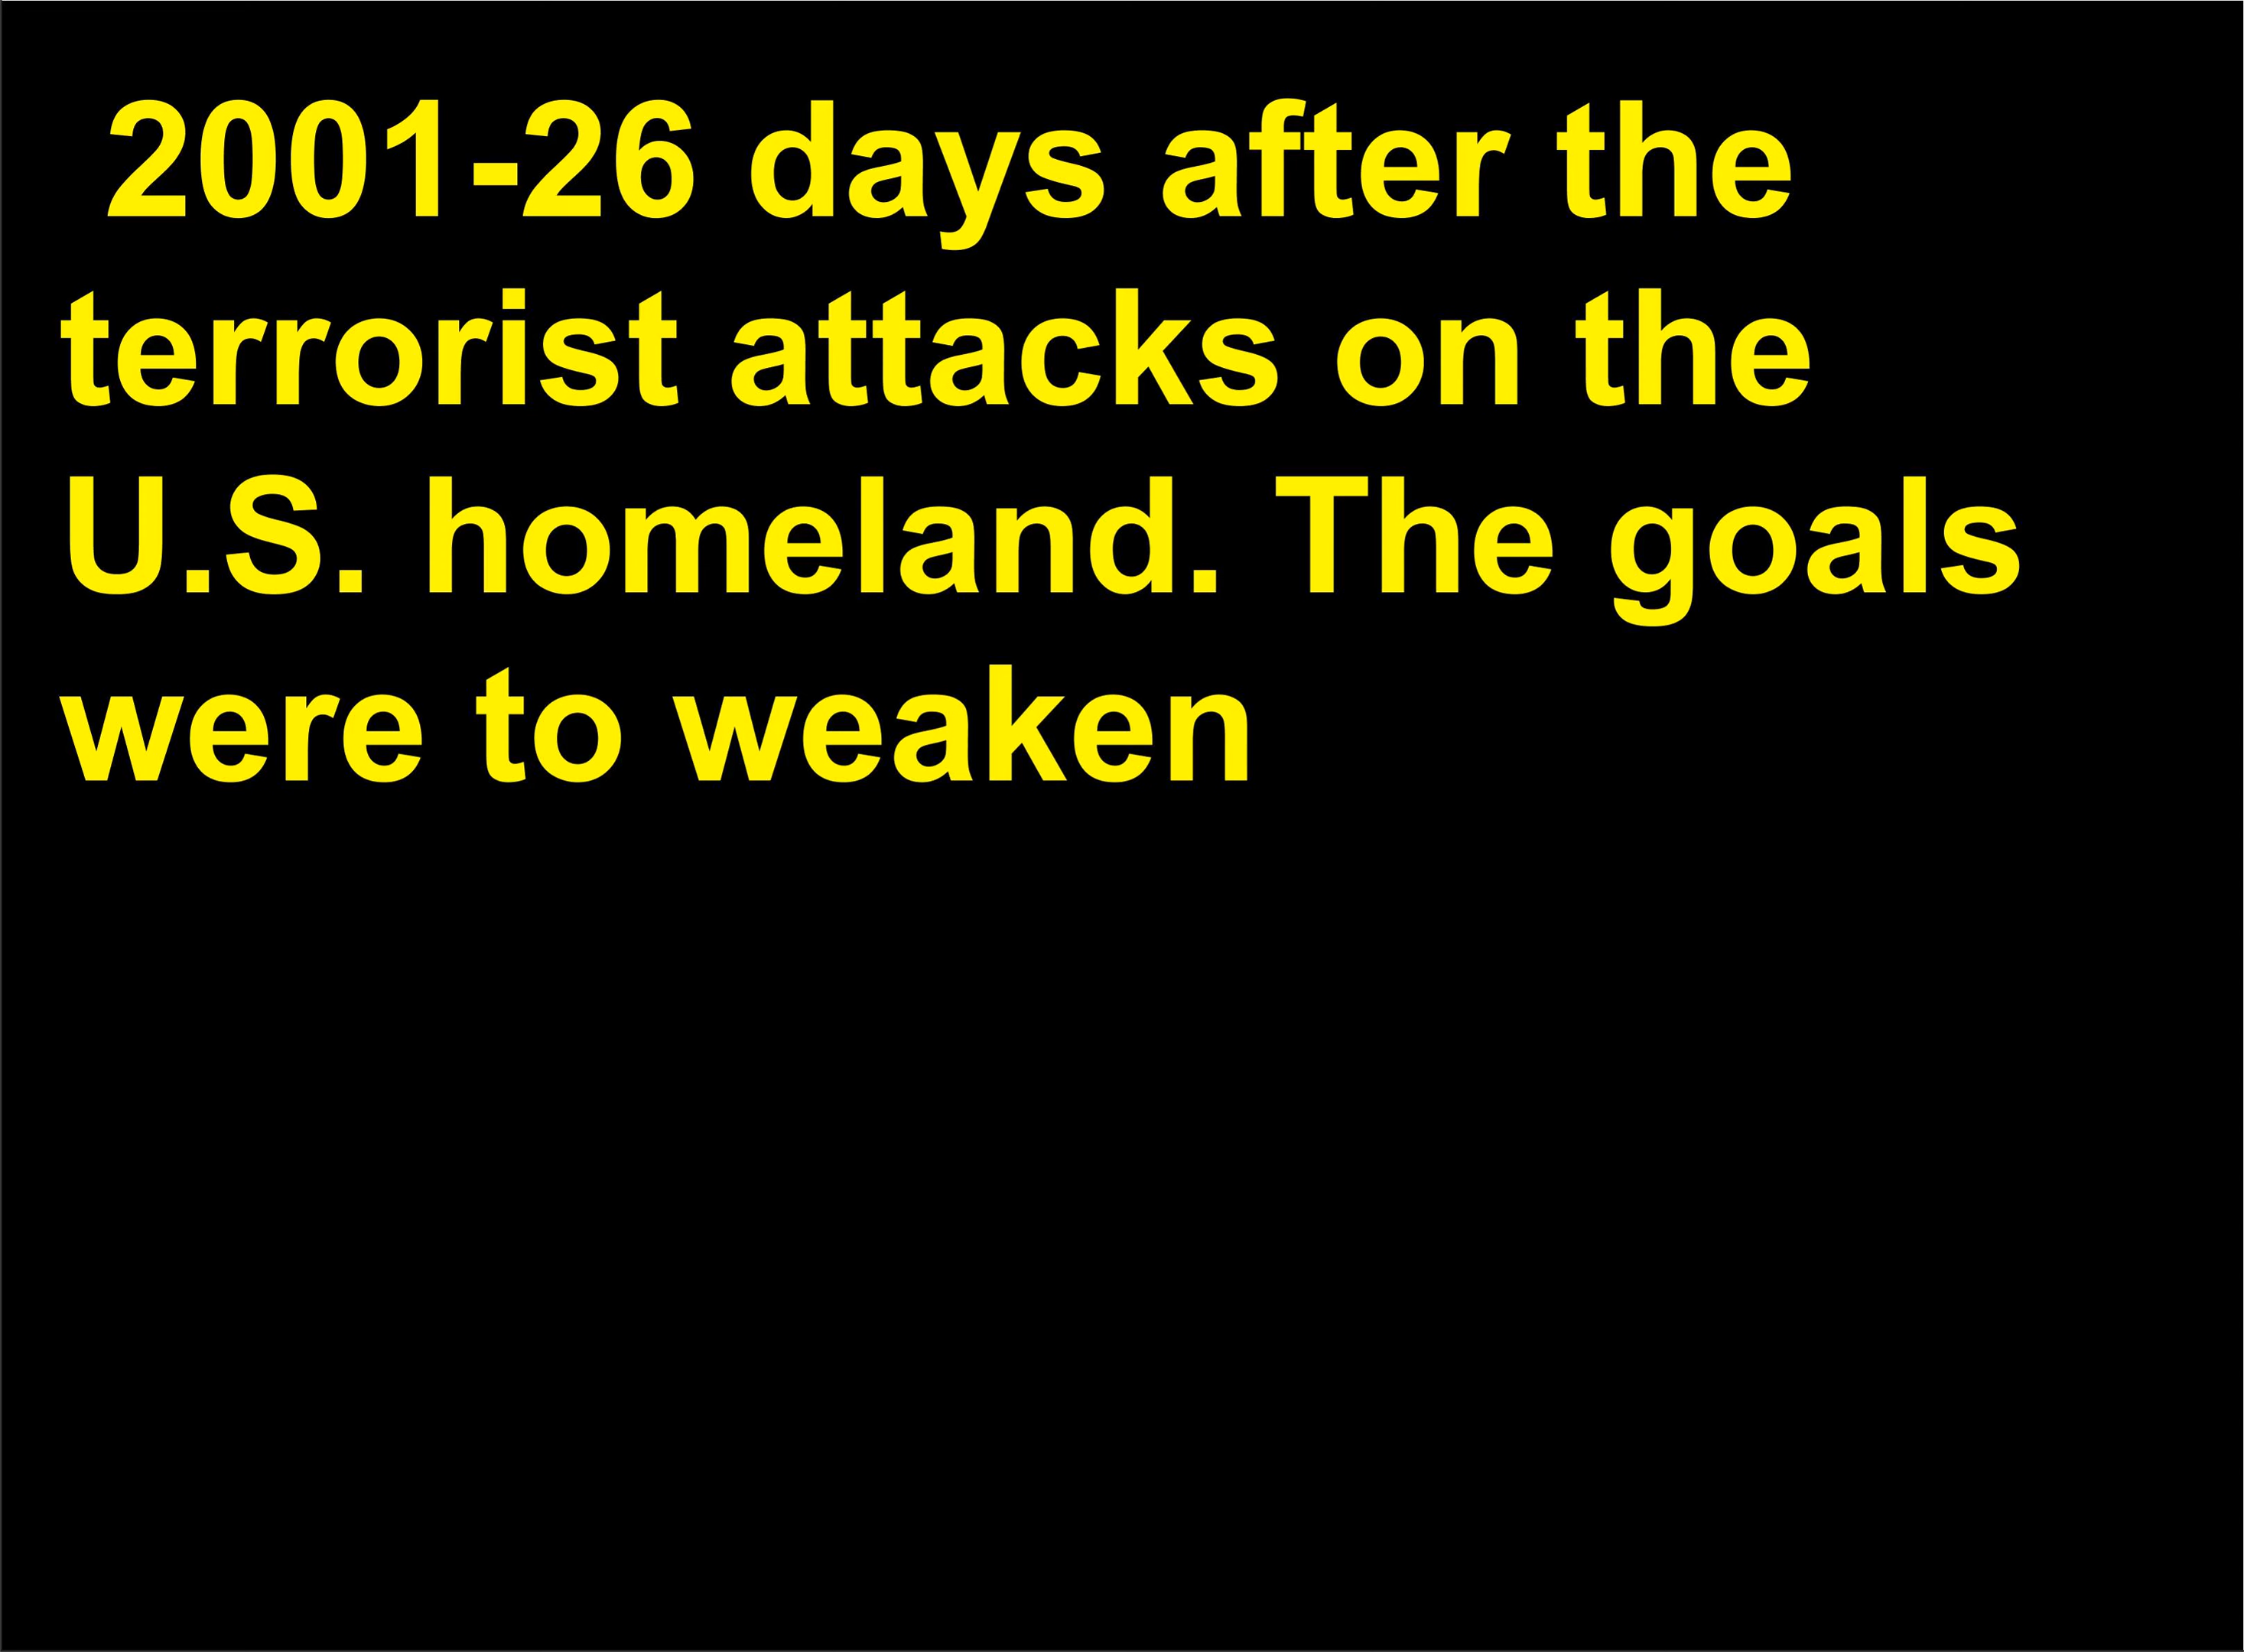 2001-26 days after the
terrorist attacks on the
U.S. homeland. The goals
were to weaken